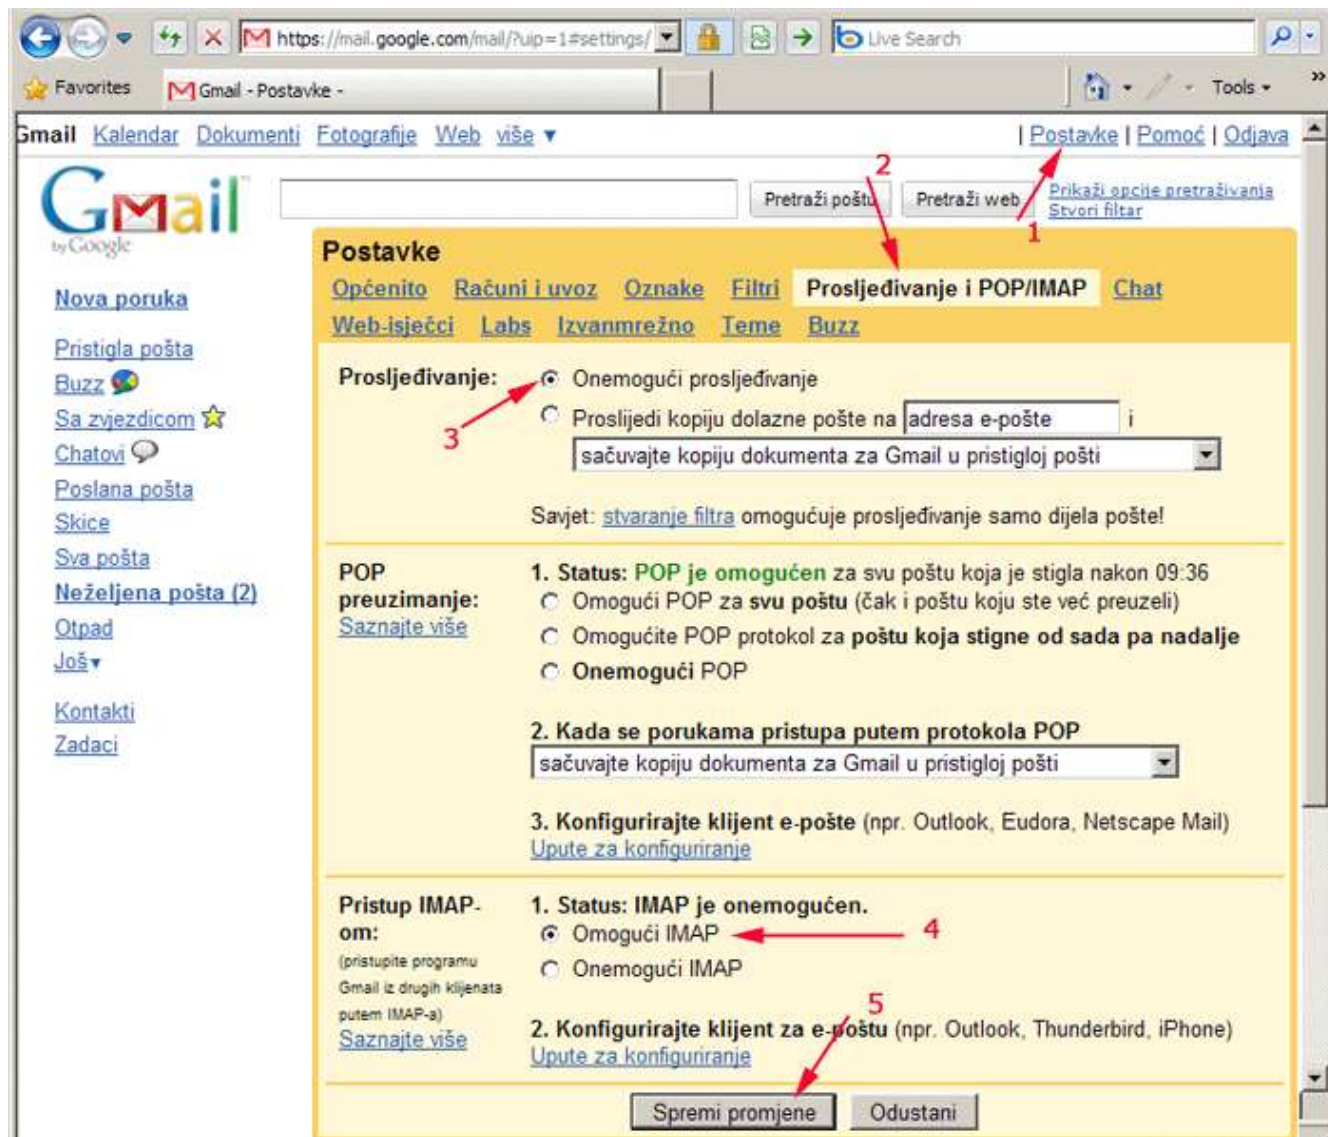 https://mail.google.com/mail/?uip=1#settings/
Live Search
Favorites
Gmail - Postavke -
Tools
Gmail Kalendar Dokumenti Fotografije Web više ▼
| Postavke | Pomoć | Odjava
2
Gmail
by Google
Pretraži poštu
Pretraži web
Prikaži opcije pretraživanja
Stvori filtar
1
Postavke
Općenito Računi i uvoz Oznake Filtri Prosljeđivanje i POP/IMAP Chat
Web-isječci Labs Izvanmrežno Teme Buzz
Nova poruka
Pristigla pošta
Buzz
Sa zvjezdicom
Chatovi
Poslana pošta
Skice
Sva pošta
Neželjena pošta (2)
Otpad
Još ▼
Kontakti
Zadaci
Prosljeđivanje:
3
Onemogući prosljeđivanje
Proslijedi kopiju dolazne pošte na adresa e-pošte i
sačuvajte kopiju dokumenta za Gmail u pristigloj pošti
Savjet: stvaranje filtra omogućuje prosljeđivanje samo dijela pošte!
POP
preuzimanje:
Saznajte više
1. Status: POP je omogućen za svu poštu koja je stigla nakon 09:36
Omogući POP za svu poštu (čak i poštu koju ste već preuzeli)
Omogućite POP protokol za poštu koja stigne od sada pa nadalje
Onemogući POP
2. Kada se porukama pristupa putem protokola POP
sačuvajte kopiju dokumenta za Gmail u pristigloj pošti
3. Konfigurirajte klijent e-pošte (npr. Outlook, Eudora, Netscape Mail)
Upute za konfiguriranje
Pristup IMAP-
om:
(pristupite programu
Gmail iz drugih klijenata
putem IMAP-a)
Saznajte više
1. Status: IMAP je onemogućen.
Omogući IMAP
4
Onemogući IMAP
5
2. Konfigurirajte klijent za e-poštu (npr. Outlook, Thunderbird, iPhone)
Upute za konfiguriranje
Spremi promjene
Odustani